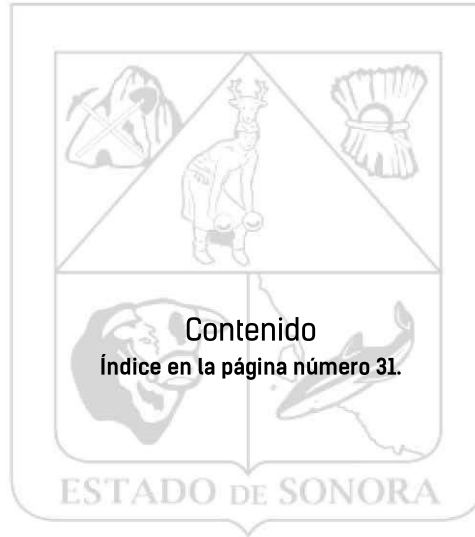 Contenido
Índice en la página número 31.
ESTADO DE SONORA